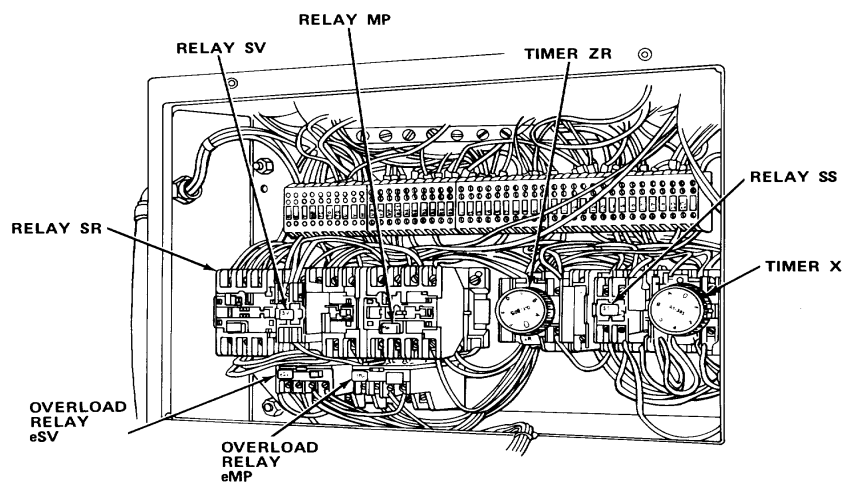 RELAY MP
RELAY SV
TIMER ZR
RELAY SS
RELAY SR
TIMER X
OVERLOAD
RELAY
eSV
OVERLOAD
RELAY
eMP